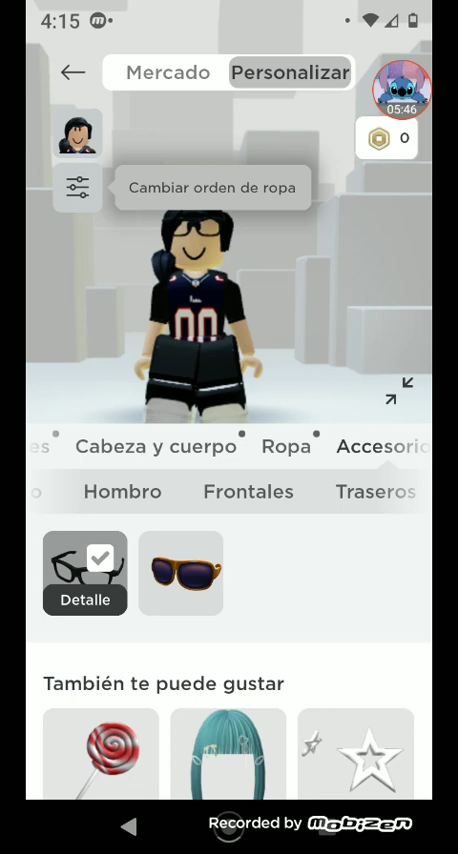 4:15
Mercado Personalizar
05:46
0
Cambiar orden de ropa
00
es Cabeza y cuerpo Ropa Accesorio
o Hombro Frontales Traseros
Detalle
También te puede gustar
Recorded by mobizen